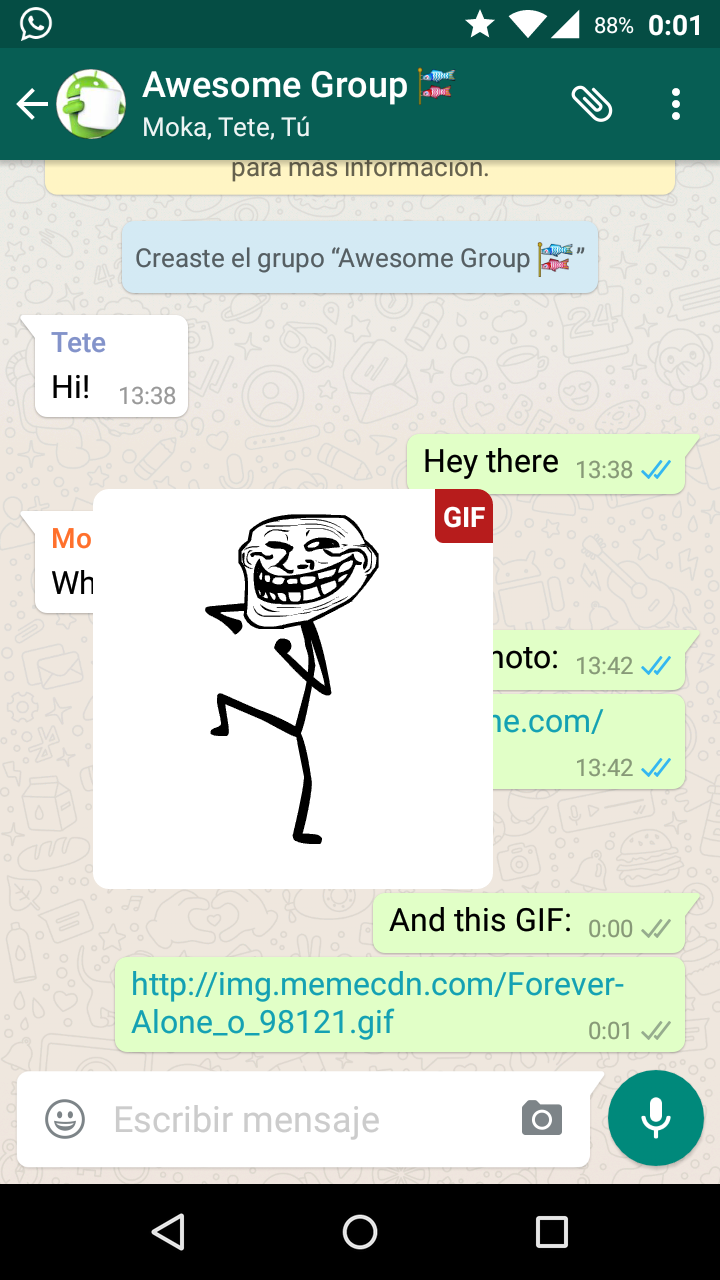 88% 0:01
Awesome Group
Moka, Tete, Tú
para más información.
Creaste el grupo “Awesome Group ”
Tete
Hi! 13:38
Hey there 13:38
GIF
Mo
Wh
noto: 13:42
ne.com/
13:42
And this GIF: 0:00
http://img.memecdn.com/Forever-
Alone_o_98121.gif 0:01
Escribir mensaje